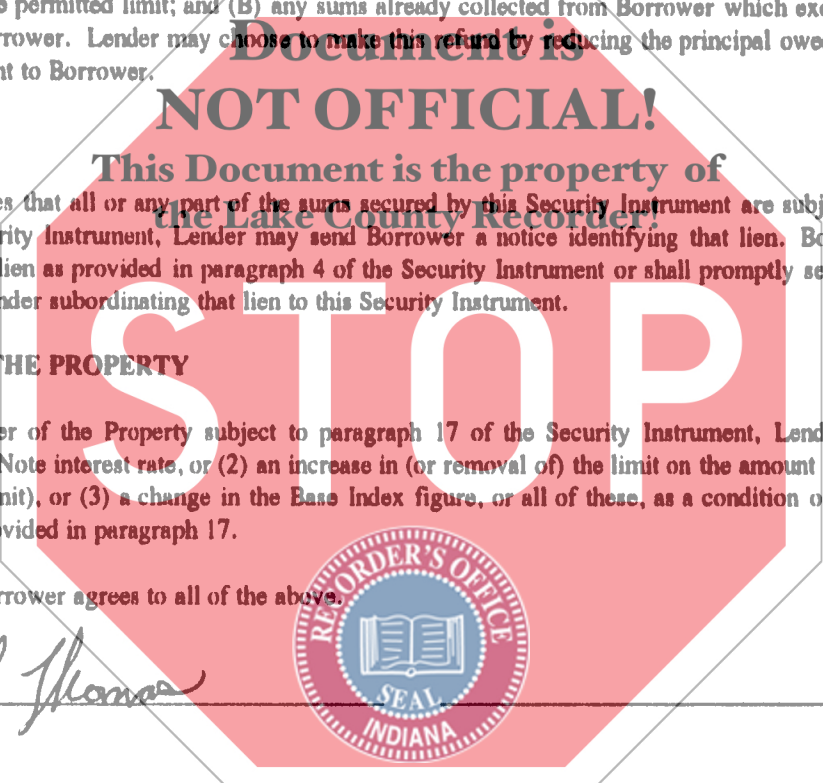 e permitted limit; and (B) any sums already collected from Borrower which exc
rrower. Lender may choose to make this refund by reducing the principal owe
nt to Borrower.
Document is
NOT OFFICIAL!
This Document is the property of
the Lake County Recorder!
es that all or any part of the sums secured by this Security Instrument are subj
rity Instrument, Lender may send Borrower a notice identifying that lien. Bo
lien as provided in paragraph 4 of the Security Instrument or shall promptly se
nder subordinating that lien to this Security Instrument.
STOP
THE PROPERTY
er of the Property subject to paragraph 17 of the Security Instrument, Lend
Note interest rate, or (2) an increase in (or removal of) the limit on the amount
mit), or (3) a change in the Base Index figure, or all of these, as a condition o
ovided in paragraph 17.
rrower agrees to all of the above.
Thomas
RECORDER'S OFFICE
SEAL
INDIANA